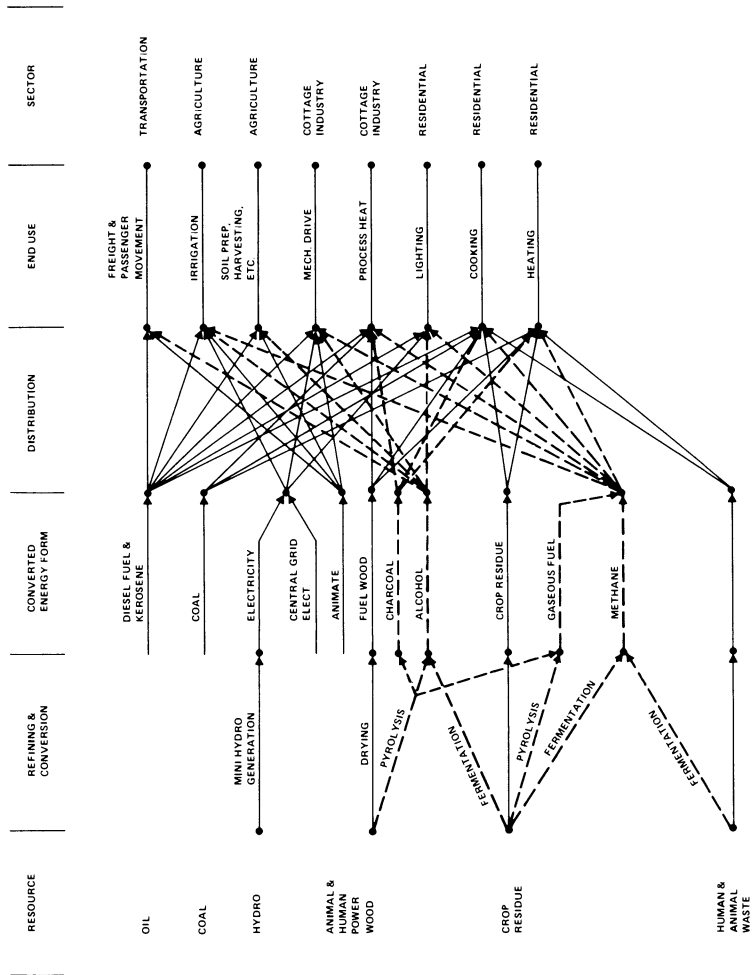 RESOURCE
REFINING &
CONVERSION
CONVERTED
ENERGY FORM
DISTRIBUTION
END USE
SECTOR
OIL
DIESEL FUEL &
KEROSENE
FREIGHT &
PASSENGER
MOVEMENT
TRANSPORTATION
COAL
COAL
IRRIGATION
AGRICULTURE
HYDRO
MINI HYDRO
GENERATION
ELECTRICITY
SOIL PREP,
HARVESTING,
ETC.
AGRICULTURE
CENTRAL GRID
ELECT
MECH. DRIVE
COTTAGE
INDUSTRY
ANIMAL &
HUMAN
POWER
ANIMATE
WOOD
DRYING
FUEL WOOD
PROCESS HEAT
COTTAGE
INDUSTRY
PYROLYSIS
CHARCOAL
ALCOHOL
LIGHTING
RESIDENTIAL
FERMENTATION
COOKING
RESIDENTIAL
CROP
RESIDUE
CROP RESIDUE
HEATING
RESIDENTIAL
PYROLYSIS
GASEOUS FUEL
FERMENTATION
METHANE
FERMENTATION
HUMAN &
ANIMAL
WASTE